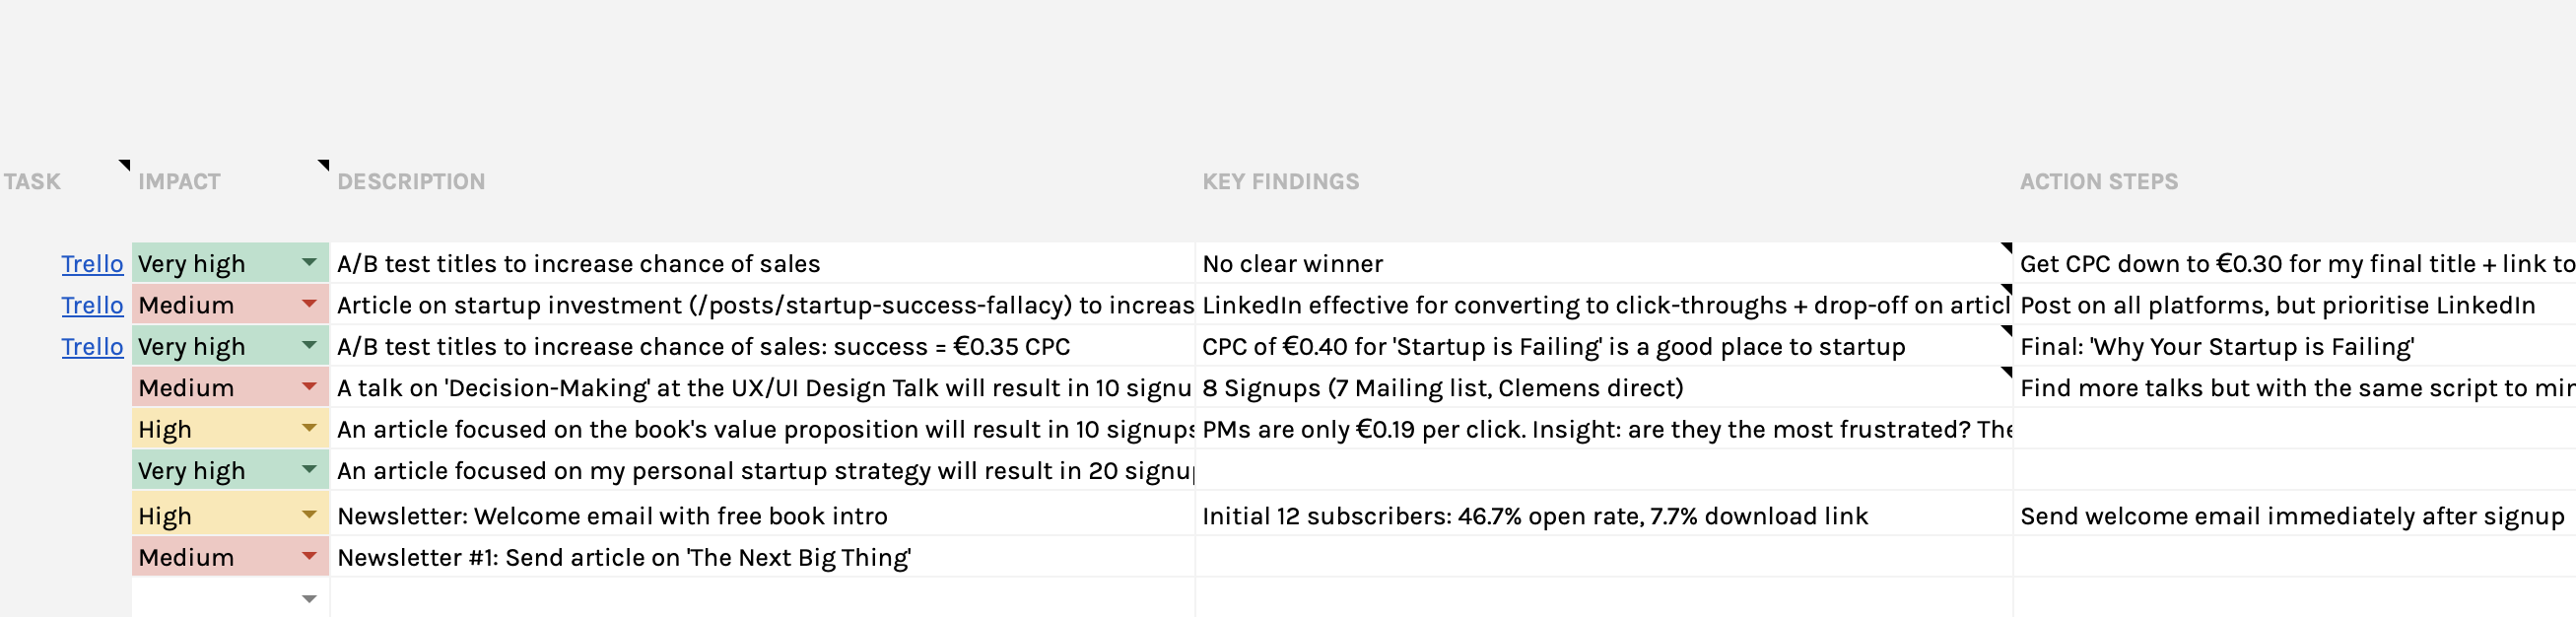 TASK IMPACT DESCRIPTION KEY FINDINGS ACTION STEPS
Trello Very high A/B test titles to increase chance of sales No clear winner Get CPC down to €0.30 for my final title + link to
Trello Medium Article on startup investment (/posts/startup-success-fallacy) to increas LinkedIn effective for converting to click-throughs + drop-off on articl Post on all platforms, but prioritise LinkedIn
Trello Very high A/B test titles to increase chance of sales: success = €0.35 CPC CPC of €0.40 for 'Startup is Failing' is a good place to startup Final: 'Why Your Startup is Failing'
Medium A talk on 'Decision-Making' at the UX/UI Design Talk will result in 10 signu 8 Signups (7 Mailing list, Clemens direct) Find more talks but with the same script to min
High An article focused on the book's value proposition will result in 10 signups PMs are only €0.19 per click. Insight: are they the most frustrated? The
Very high An article focused on my personal startup strategy will result in 20 signup
High Newsletter: Welcome email with free book intro Initial 12 subscribers: 46.7% open rate, 7.7% download link Send welcome email immediately after signup
Medium Newsletter #1: Send article on 'The Next Big Thing'